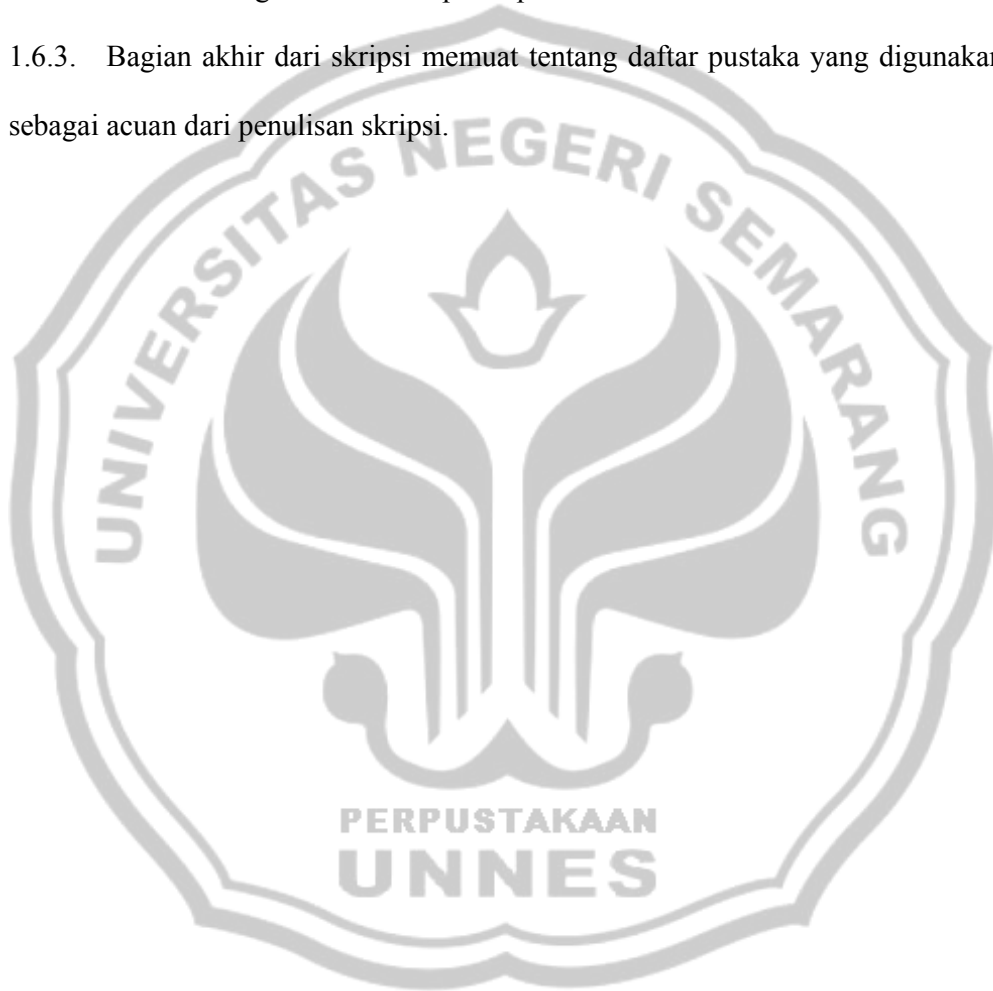 1.6.3. Bagian akhir dari skripsi memuat tentang daftar pustaka yang digunakan
sebagai acuan dari penulisan skripsi.
UNIVERSITAS NEGERI SEMARANG
PERPUSTAKAAN
UNNES